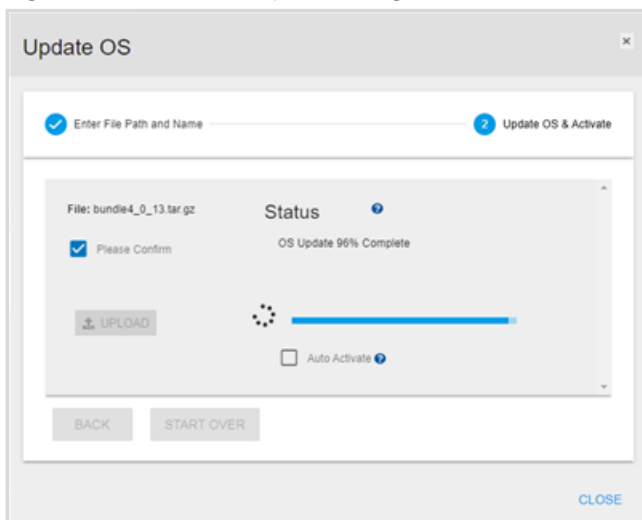 Update OS
×
Enter File Path and Name
2 Update OS & Activate
File: bundle4_0_13.tar.gz
Status ?
Please Confirm
OS Update 96% Complete
UPLOAD
Auto Activate ?
BACK
START OVER
CLOSE